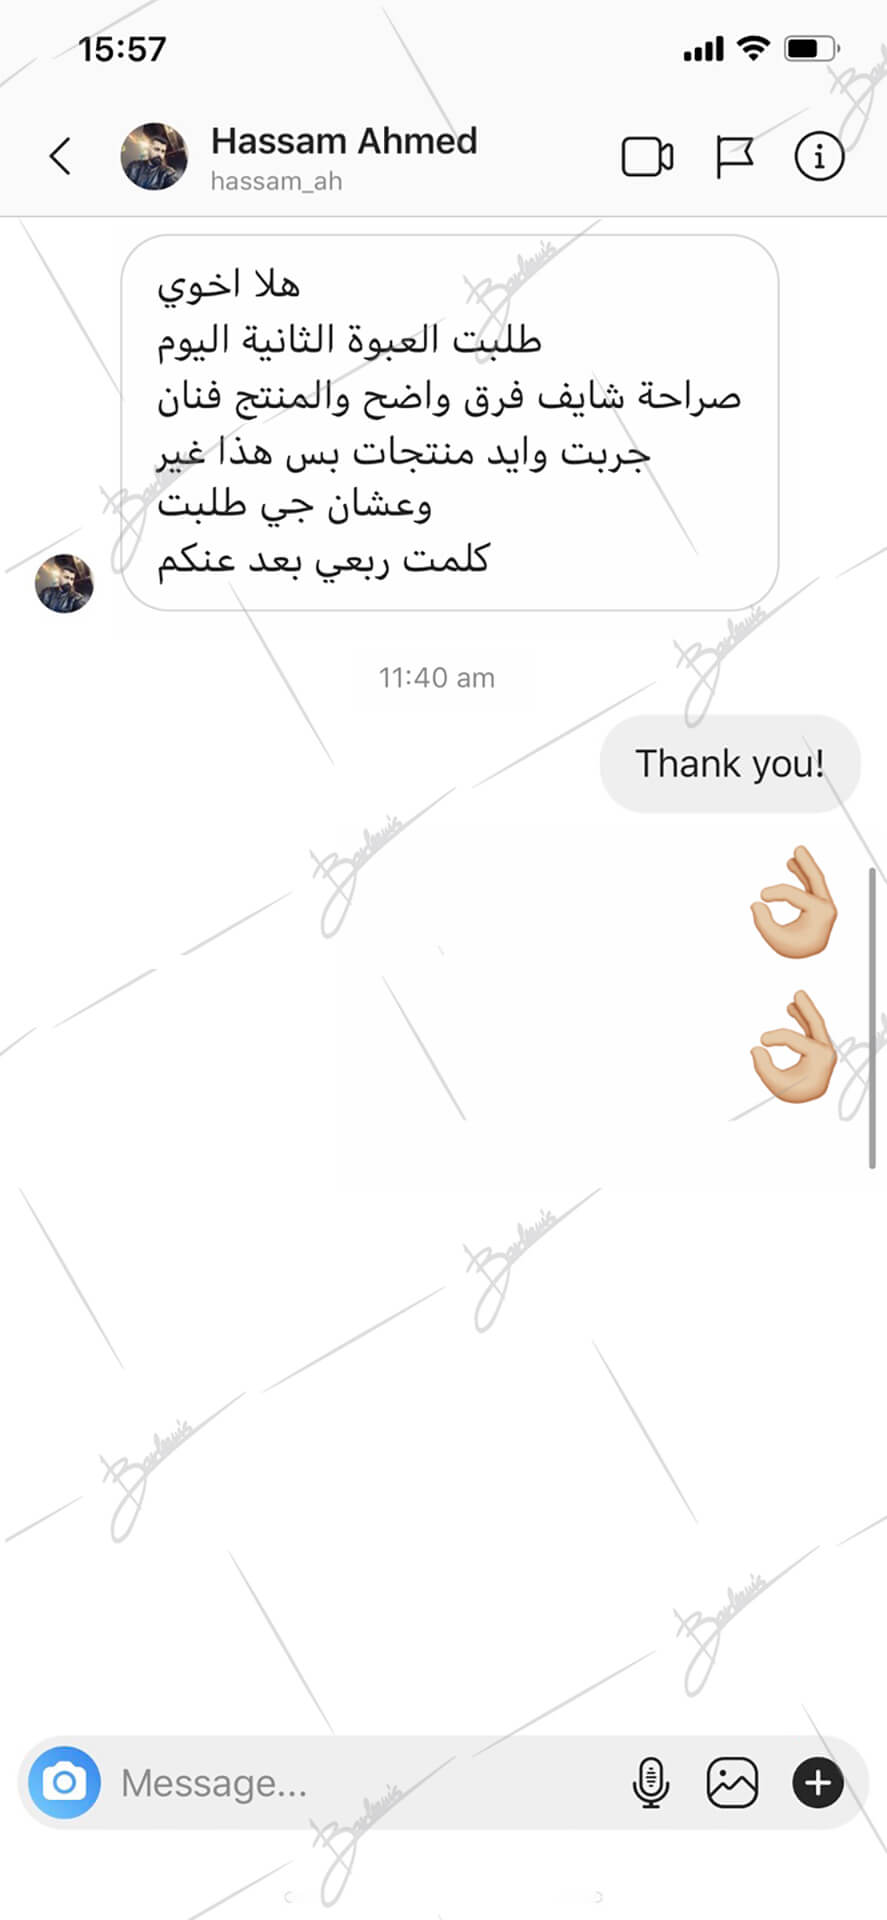 15:57
Hassam Ahmed
hassam_ah
هلا اخوي
طلبت العبوة الثانية اليوم
صراحة شايف فرق واضح والمنتج فنان
جربت وايد منتجات بس هذا غير
وعشان جي طلبت
كلمت ربعي بعد عنكم
11:40 am
Thank you!
👌🏼
👌🏼
Message...